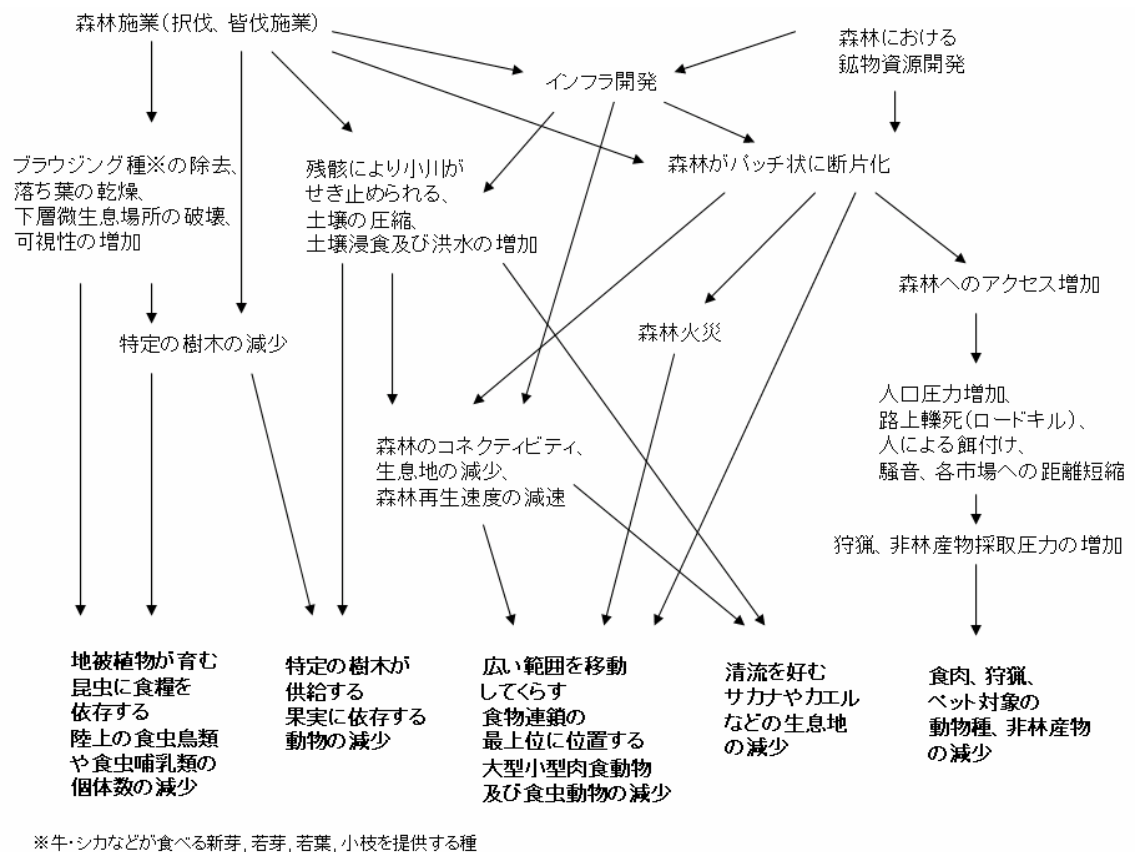 森林施業(択伐、皆伐施業)
森林における
鉱物資源開発
インフラ開発
ブラウジング種※の除去、
落ち葉の乾燥、
下層微生息場所の破壊、
可視性の増加
残骸により小川が
せき止められる、
土壌の圧縮、
土壌浸食及び洪水の増加
森林がパッチ状に断片化
森林へのアクセス増加
特定の樹木の減少
森林火災
人口圧力増加、
路上轢死(ロードキル)、
人による餌付け、
騒音、各市場への距離短縮
森林のコネクティビティ、
生息地の減少、
森林再生速度の減速
狩猟、非林産物採取圧力の増加
地被植物が育む
昆虫に食糧を
依存する
陸上の食虫鳥類
や食虫哺乳類の
個体数の減少
特定の樹木が
供給する
果実に依存する
動物の減少
広い範囲を移動
してくらす
食物連鎖の
最上位に位置する
大型小型肉食動物
及び食虫動物の減少
清流を好む
サカナやカエル
などの生息地
の減少
食肉、狩猟、
ペット対象の
動物種、非林産物
の減少
※牛・シカなどが食べる新芽, 若芽, 若葉, 小枝を提供する種